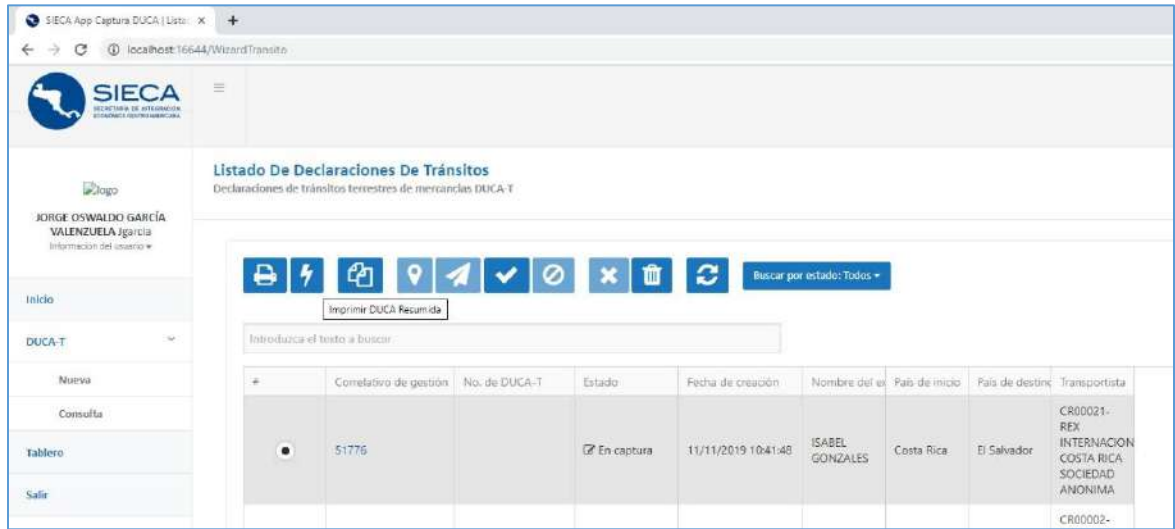 SIECA App Captura DUCA | Lista
localhost:16644/WizardTransito
SIECA
SECRETARÍA DE INTEGRACIÓN
ECONÓMICA CENTROAMERICANA
logo
JORGE OSWALDO GARCÍA
VALENZUELA Jgarcia
Información del usuario
Inicio
DUCA-T
Nueva
Consulta
Tablero
Salir
Listado De Declaraciones De Tránsitos
Declaraciones de tránsitos terrestres de mercancías DUCA-T
Buscar por estado: Todos
Imprimir DUCA Resumida
Introduzca el texto a buscar
# Correlativo de gestión No. de DUCA-T Estado Fecha de creación Nombre del ex País de inicio País de destino Transportista
51776 En captura 11/11/2019 10:41:48 ISABEL GONZALES Costa Rica El Salvador
CR00021-
REX
INTERNACION
COSTA RICA
SOCIEDAD
ANONIMA
CR00002-